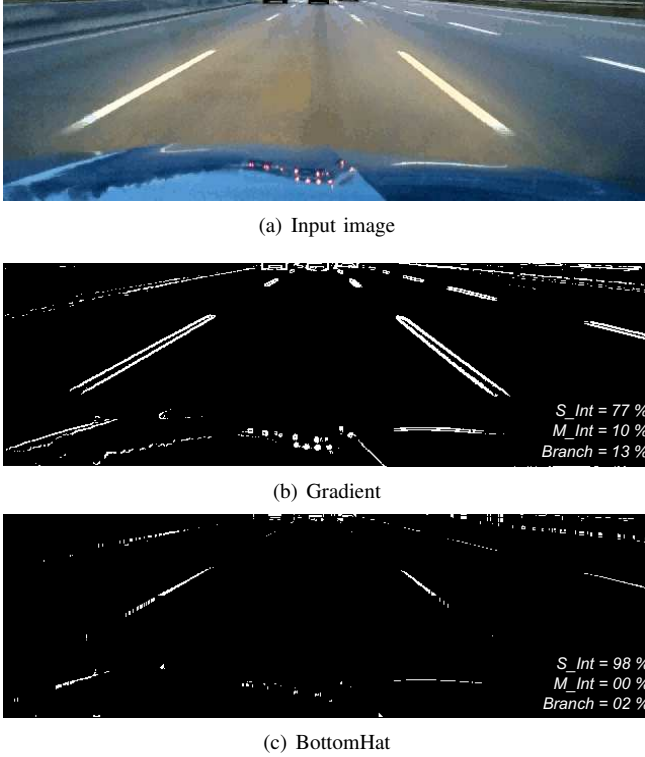 (a) Input image
S_Int = 77 %
M_Int = 10 %
Branch = 13 %
(b) Gradient
S_Int = 98 %
M_Int = 00 %
Branch = 02 %
(c) BottomHat